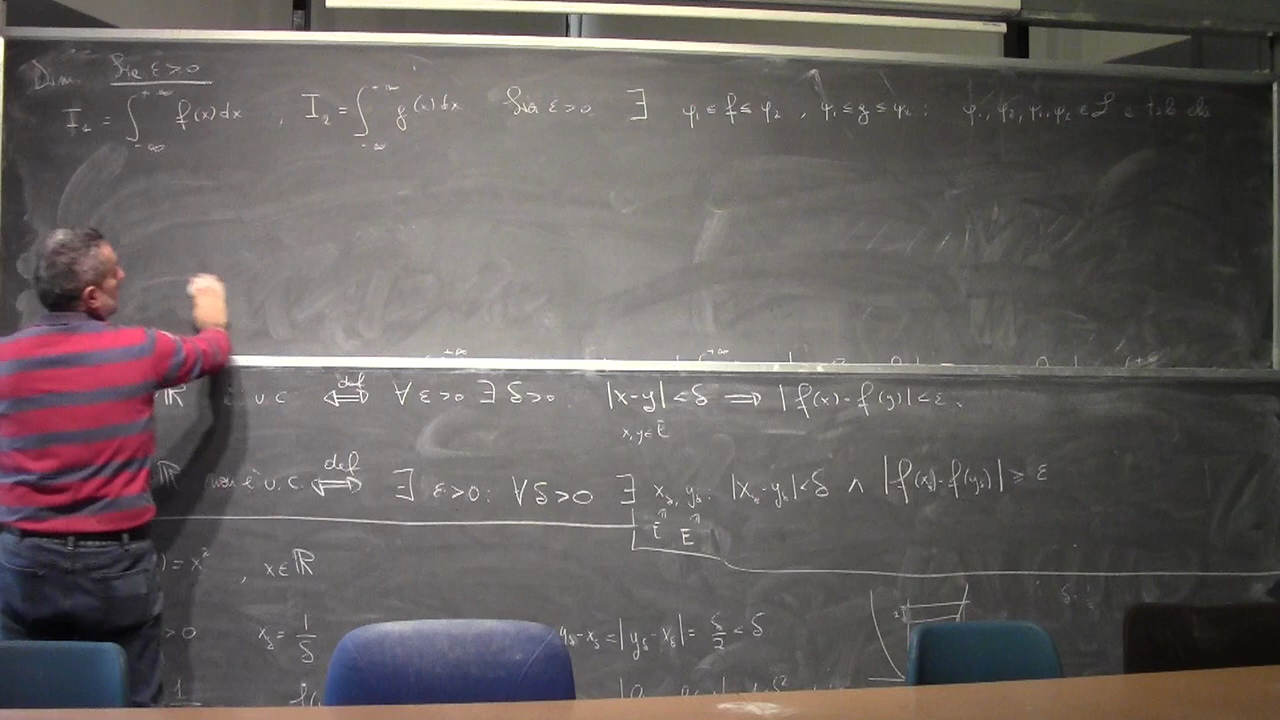 Dim. Sia ε>0
I₁ = ∫_{-∞}^{+∞} f(x)dx , I₂ = ∫_{-∞}^{+∞} g(x)dx Sia ε>0 ∃ φ₁ ≤ f ≤ φ₂ , ψ₁ ≤ g ≤ ψ₂ : φ₁, φ₂, ψ₁, ψ₂ ∈ 𝒮 e tali che
+∞ +∞
ℝ è u.c. ⟺^{def} ∀ ε>0 ∃ δ>0 |x-y|<δ ⟹ |f(x)-f(y)|<ε.
x,y∈E
ℝ non è u.c. ⟺^{def} ∃ ε>0: ∀δ>0 ∃ x_δ, y_δ: |x_δ-y_δ|<δ ∧ |f(x_δ)-f(y_δ)| ≥ ε
E E
)=x² , x∈ℝ
>0 x_δ = 1/δ y_δ-x_δ = |y_δ-x_δ| = δ/2 < δ